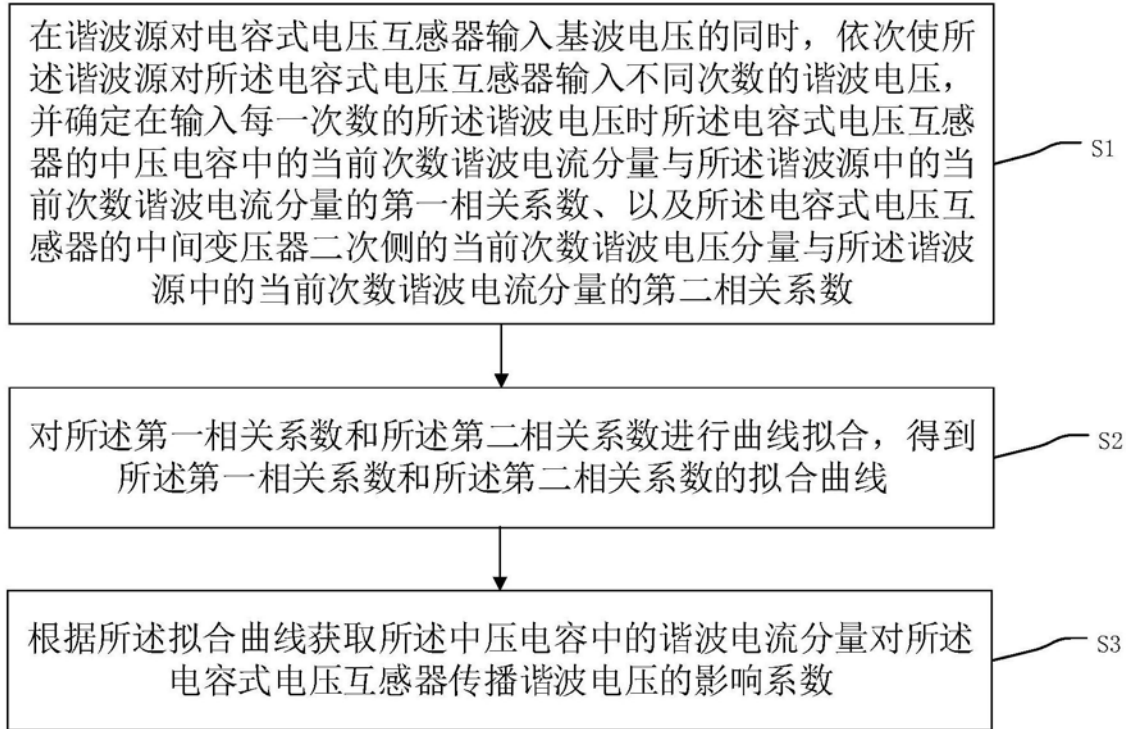 在谐波源对电容式电压互感器输入基波电压的同时，依次使所
述谐波源对所述电容式电压互感器输入不同次数的谐波电压，
并确定在输入每一次数的所述谐波电压时所述电容式电压互感
器的中压电容中的当前次数谐波电流分量与所述谐波源中的当
前次数谐波电流分量的第一相关系数、以及所述电容式电压互
感器的中间变压器二次侧的当前次数谐波电压分量与所述谐波
源中的当前次数谐波电流分量的第二相关系数
S1
对所述第一相关系数和所述第二相关系数进行曲线拟合，得到
所述第一相关系数和所述第二相关系数的拟合曲线
S2
根据所述拟合曲线获取所述中压电容中的谐波电流分量对所述
电容式电压互感器传播谐波电压的影响系数
S3